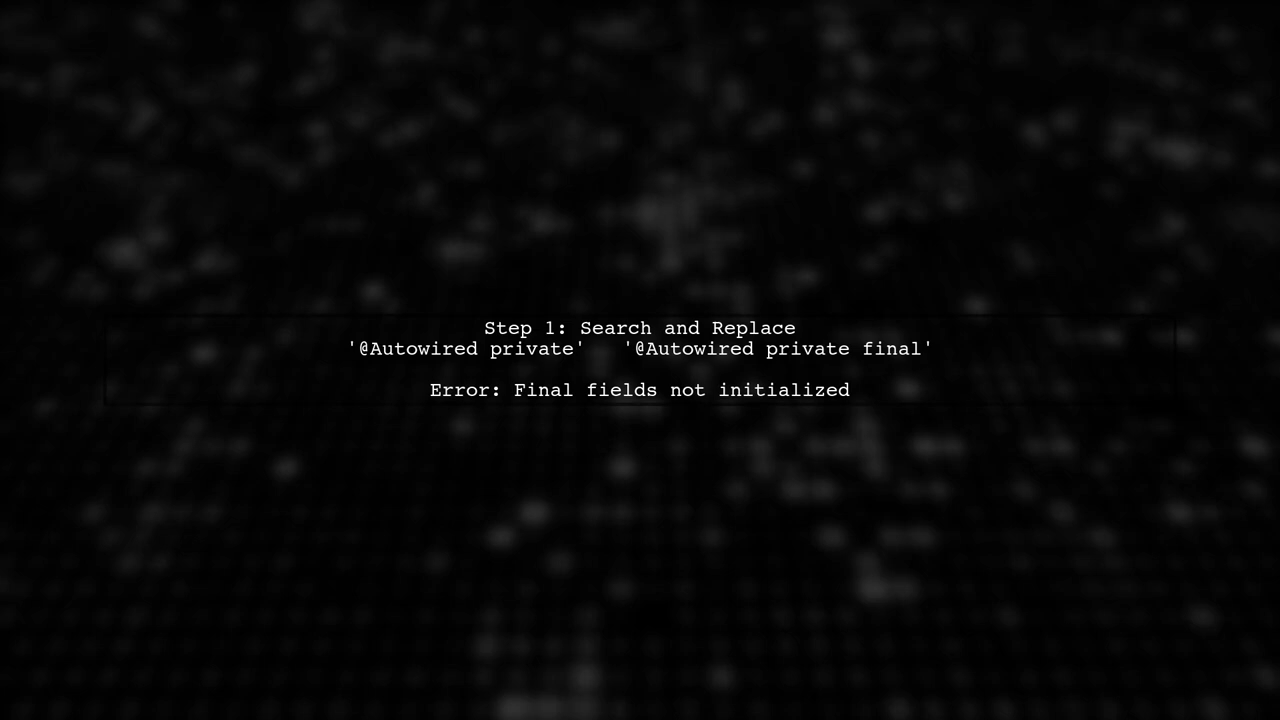 Step 1: Search and Replace
'@Autowired private'   '@Autowired private final'
Error: Final fields not initialized